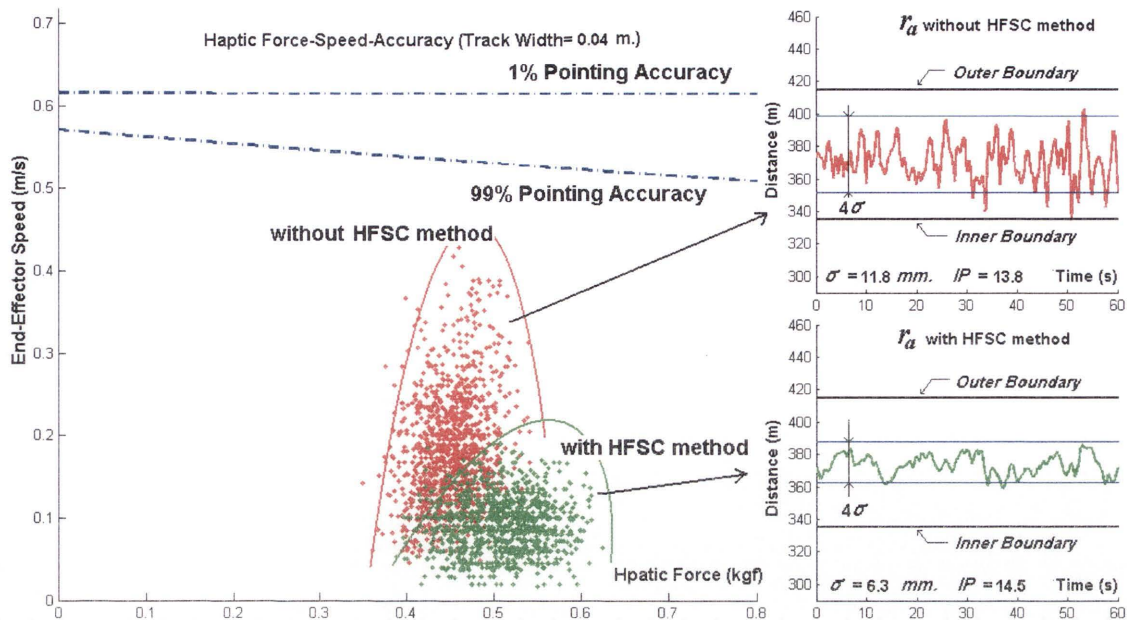 Haptic Force-Speed-Accuracy (Track Width= 0.04 m.)
1% Pointing Accuracy
99% Pointing Accuracy
without HFSC method
with HFSC method
Hpatic Force (kgf)
End-Effector Speed (m/s)
0.7
0.6
0.5
0.4
0.3
0.2
0.1
0
0 0.1 0.2 0.3 0.4 0.5 0.6 0.7 0.8
r_a without HFSC method
Outer Boundary
4σ
Inner Boundary
σ = 11.8 mm. IP = 13.8 Time (s)
Distance (m)
460
440
420
400
380
360
340
320
300
0 10 20 30 40 50 60
r_a with HFSC method
Outer Boundary
4σ
Inner Boundary
σ = 6.3 mm. IP = 14.5 Time (s)
Distance (m)
460
440
420
400
380
360
340
320
300
0 10 20 30 40 50 60